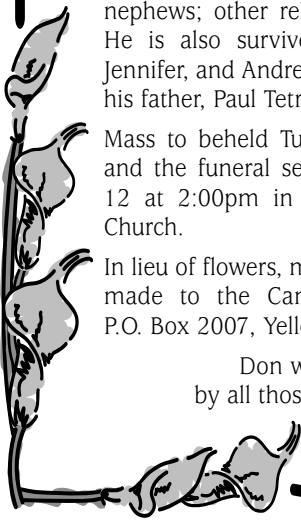 nephews; other re
He is also surviv
Jennifer, and Andre
his father, Paul Tetr
Mass to beheld Tu
and the funeral se
12 at 2:00pm in
Church.
In lieu of flowers, m
made to the Can
P.O. Box 2007, Yell
Don w
by all thos